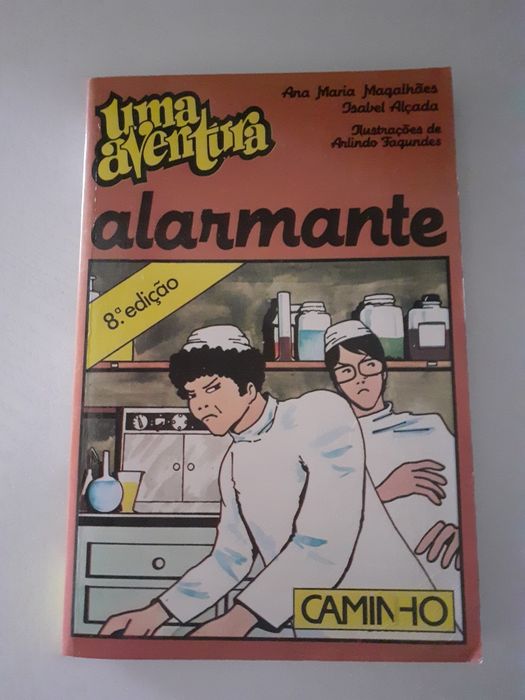 uma
aventura
Ana Maria Magalhães
Isabel Alçada
Ilustrações de
Arlindo Fagundes
alarmante
8.ª edição
CAMINHO